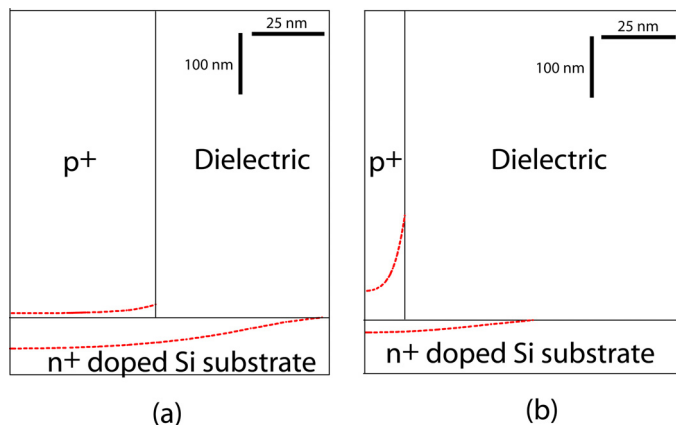 25 nm
100 nm
p+
Dielectric
n+ doped Si substrate
(a)
25 nm
100 nm
p+
Dielectric
n+ doped Si substrate
(b)